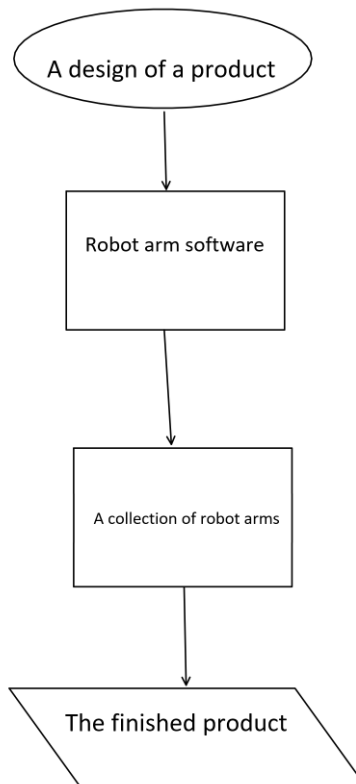 A design of a product
Robot arm software
A collection of robot arms
The finished product